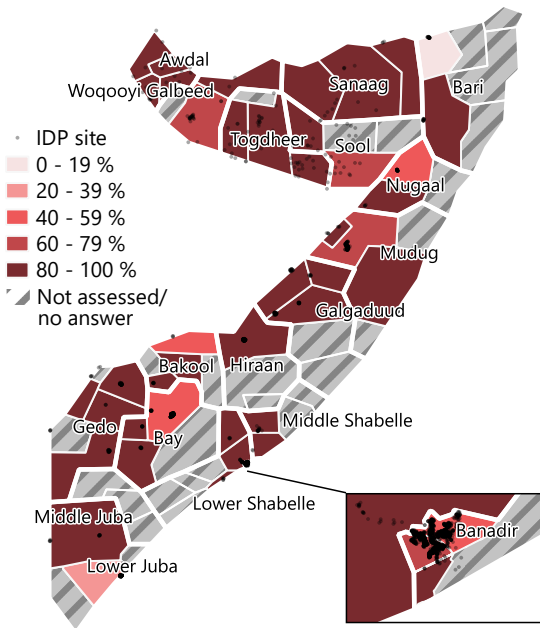 Awdal
Woqooyi Galbeed
Sanaag
Bari
Togdheer
Sool
Nugaal
IDP site
0 - 19 %
20 - 39 %
40 - 59 %
60 - 79 %
80 - 100 %
Not assessed/
no answer
Mudug
Galgaduud
Bakool
Hiraan
Gedo
Bay
Middle Shabelle
Lower Shabelle
Middle Juba
Banadir
Lower Juba